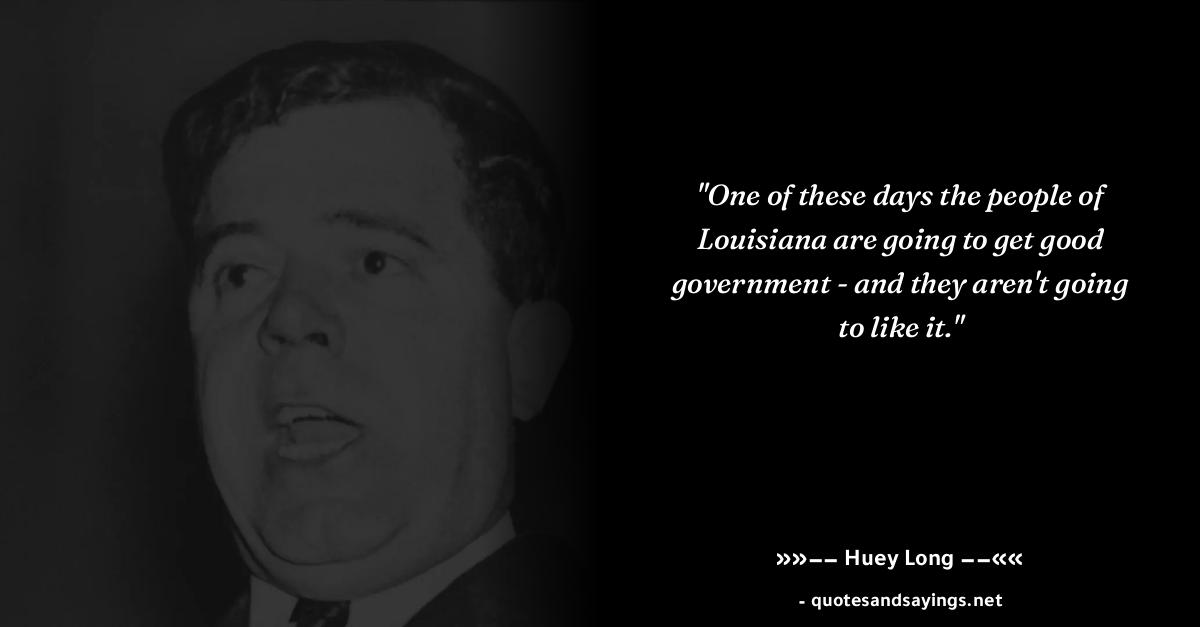 "One of these days the people of
Louisiana are going to get good
government - and they aren't going
to like it."
»»−− Huey Long −−««
- quotesandsayings.net